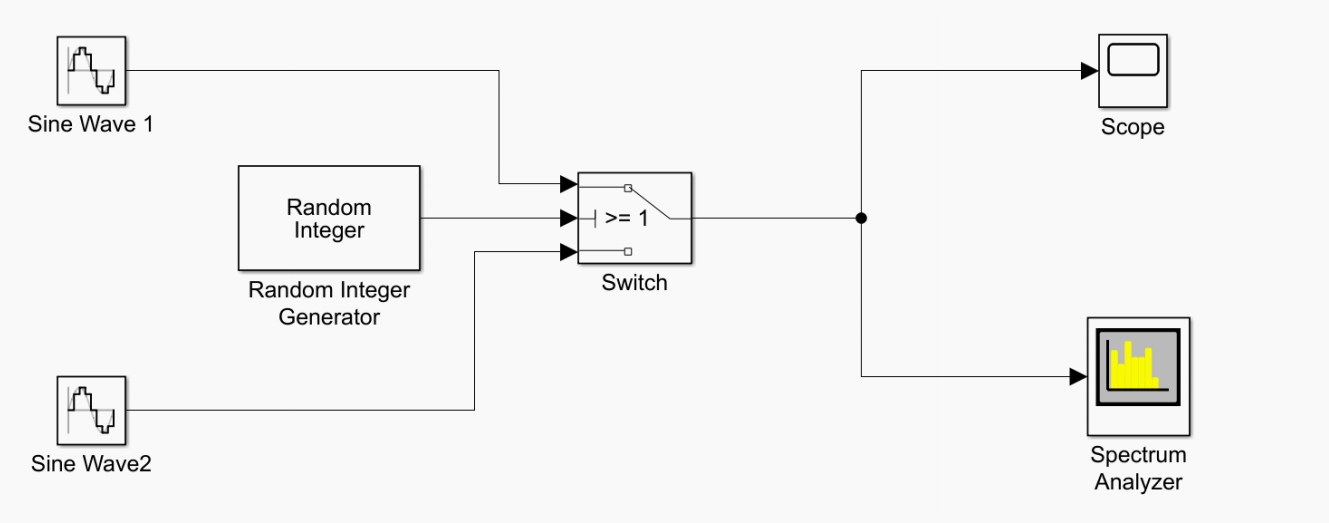 Sine Wave 1
Scope
Random
Integer
>= 1
Switch
Random Integer
Generator
Sine Wave2
Spectrum
Analyzer